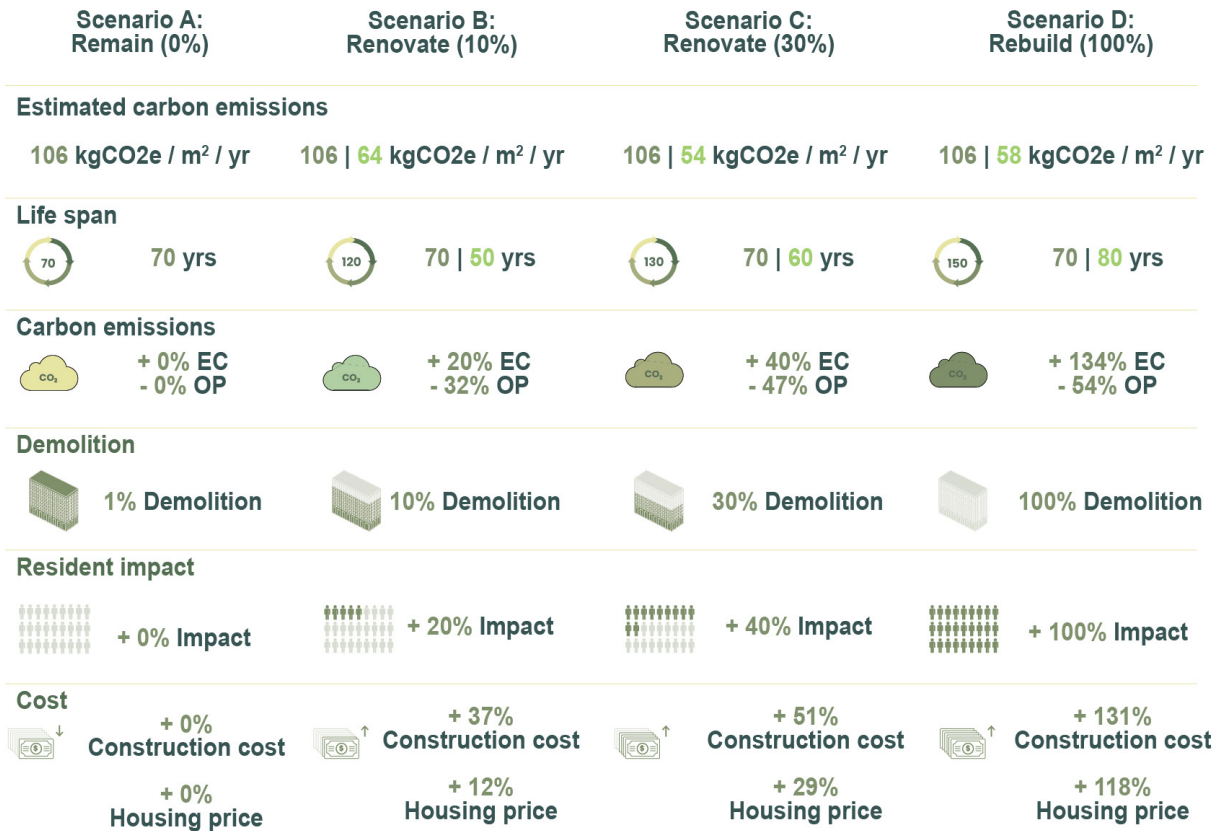 Scenario A:
Remain (0%)
Scenario B:
Renovate (10%)
Scenario C:
Renovate (30%)
Scenario D:
Rebuild (100%)
Estimated carbon emissions
106 kgCO2e / m² / yr
106 | 64 kgCO2e / m² / yr
106 | 54 kgCO2e / m² / yr
106 | 58 kgCO2e / m² / yr
Life span
70
70 yrs
120
70 | 50 yrs
130
70 | 60 yrs
150
70 | 80 yrs
Carbon emissions
CO₂
+ 0% EC
- 0% OP
CO₂
+ 20% EC
- 32% OP
CO₂
+ 40% EC
- 47% OP
CO₂
+ 134% EC
- 54% OP
Demolition
1% Demolition
10% Demolition
30% Demolition
100% Demolition
Resident impact
+ 0% Impact
+ 20% Impact
+ 40% Impact
+ 100% Impact
Cost
$
+ 0%
Construction cost
+ 0%
Housing price
$
+ 37%
Construction cost
+ 12%
Housing price
$
+ 51%
Construction cost
+ 29%
Housing price
$
+ 131%
Construction cost
+ 118%
Housing price